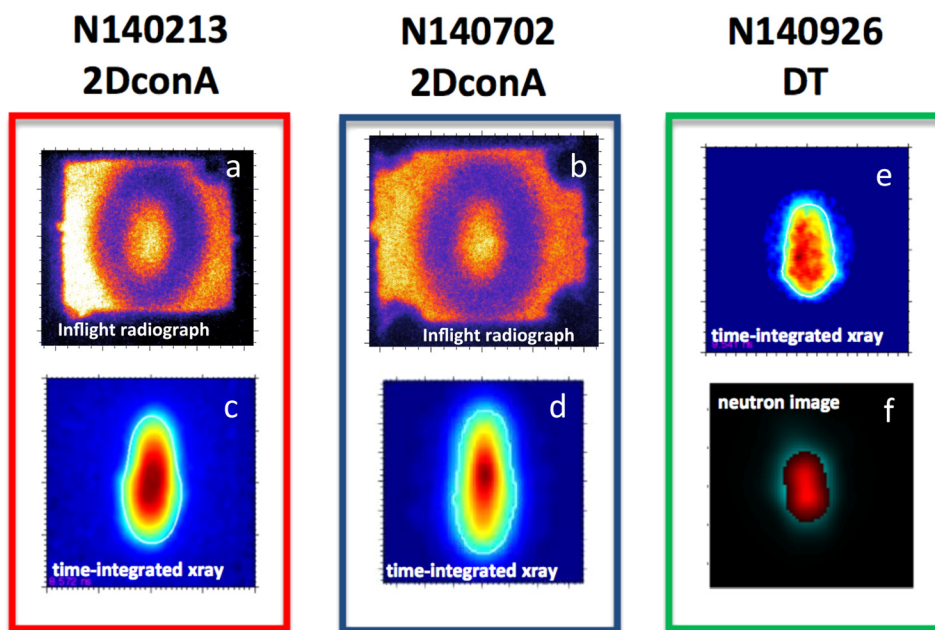 N140213
2DconA
N140702
2DconA
N140926
DT
a
Inflight radiograph
b
Inflight radiograph
e
time-integrated xray
c
time-integrated xray
d
time-integrated xray
neutron image
f